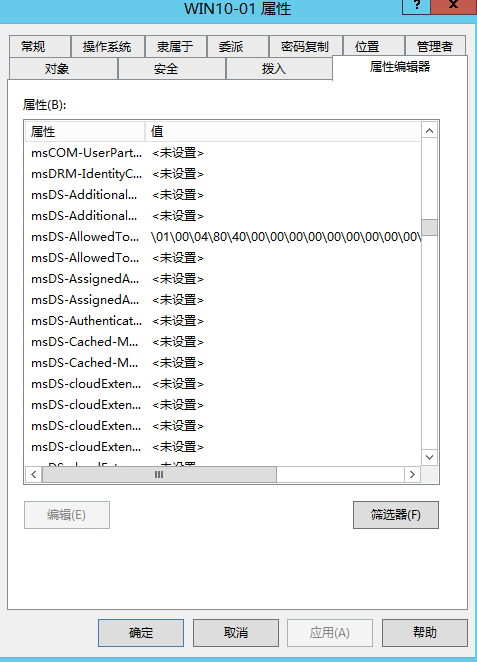 WIN10-01 属性
?
x
常规 操作系统 隶属于 委派 密码复制 位置 管理者
对象 安全 拨入 属性编辑器
属性(B):
属性 值
msCOM-UserPart... <未设置>
msDRM-IdentityC... <未设置>
msDS-Additional... <未设置>
msDS-Additional... <未设置>
msDS-AllowedTo... \01\00\04\80\40\00\00\00\00\00\00\00\00\00\
msDS-AllowedTo... <未设置>
msDS-AssignedA... <未设置>
msDS-AssignedA... <未设置>
msDS-Authenticat... <未设置>
msDS-Cached-M... <未设置>
msDS-Cached-M... <未设置>
msDS-cloudExten... <未设置>
msDS-cloudExten... <未设置>
msDS-cloudExten... <未设置>
msDS-cloudExten... <未设置>
msDS-cloudExten... <未设置>
编辑(E) 筛选器(F)
确定 取消 应用(A) 帮助